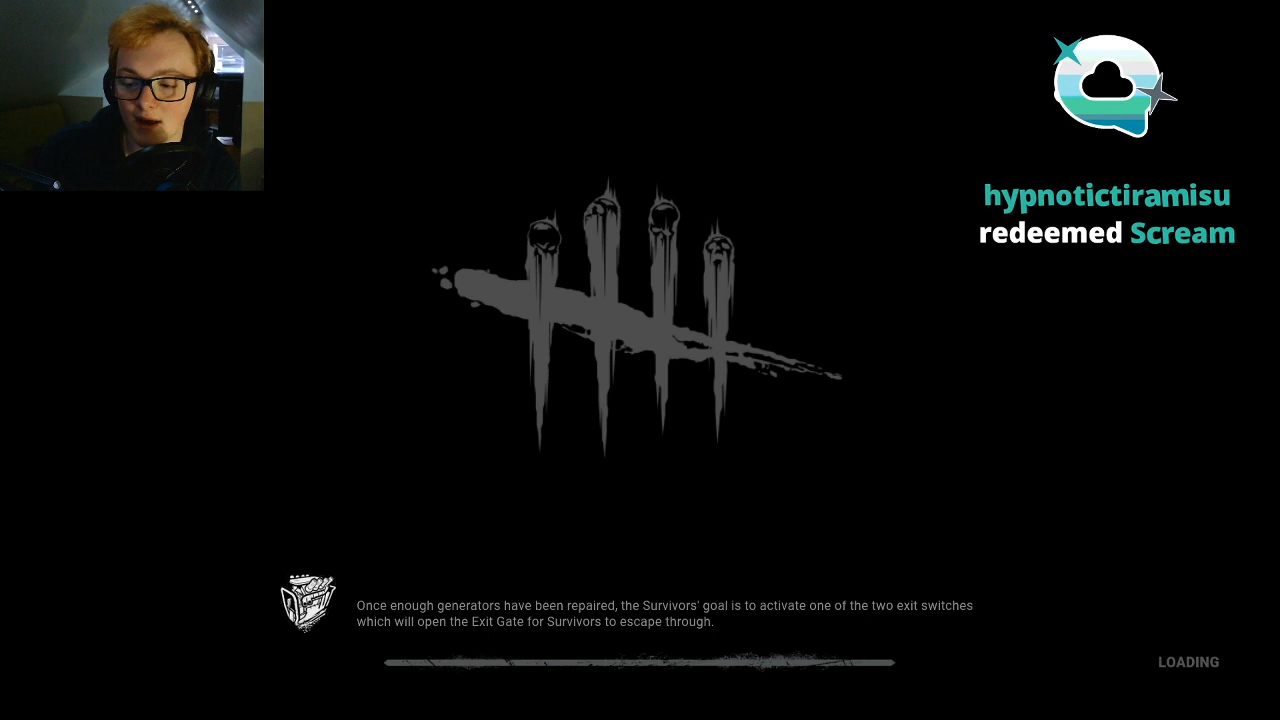 hypnotictiramisu
redeemed Scream
Once enough generators have been repaired, the Survivors' goal is to activate one of the two exit switches
which will open the Exit Gate for Survivors to escape through.
LOADING